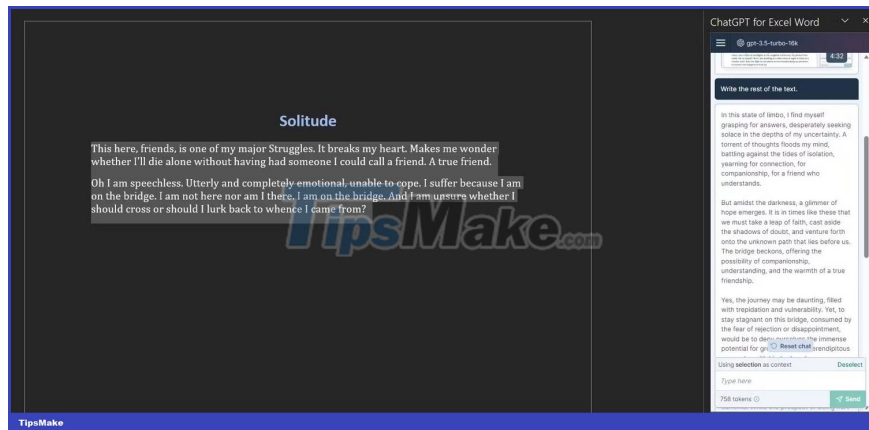 ChatGPT for Excel Word
gpt-3.5-turbo-16k
4:32
Write the rest of the text.
Solitude
This here, friends, is one of my major Struggles. It breaks my heart. Makes me wonder
whether I'll die alone without having had someone I could call a friend. A true friend.
Oh I am speechless. Utterly and completely emotional, unable to cope. I suffer because I am
on the bridge. I am not here nor am I there. I am on the bridge. And I am unsure whether I
should cross or should I lurk back to whence I came from?
TipsMake.com
In this state of limbo, I find myself
grasping for answers, desperately seeking
solace in the depths of my uncertainty. A
torrent of thoughts floods my mind,
battling against the tides of isolation,
yearning for connection, for
companionship, for a friend who
understands.
But amidst the darkness, a glimmer of
hope emerges. It is in times like these that
we must take a leap of faith, cast aside
the shadows of doubt, and venture forth
onto the unknown path that lies before us.
The bridge beckons, offering the
possibility of companionship,
understanding, and the warmth of a true
friendship.
Yes, the journey may be daunting, filled
with trepidation and vulnerability. Yet, to
stay stagnant on this bridge, consumed by
the fear of rejection or disappointment,
would be to deny ourselves the immense
potential for
Reset chat
Using selection as context Deselect
Type here
758 tokens Send
TipsMake